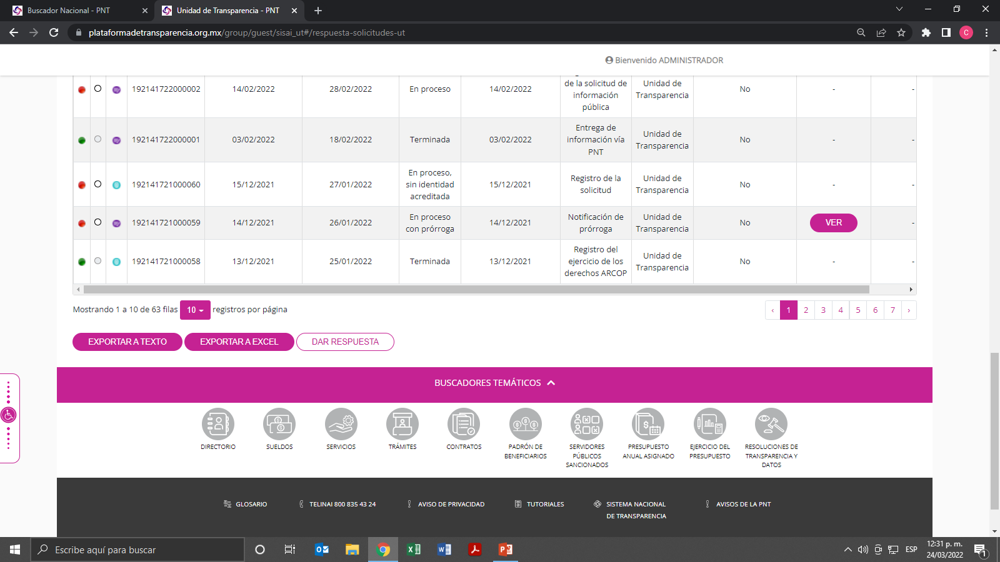 Buscador Nacional - PNT
Unidad de Transparencia - PNT
plataformadetransparencia.org.mx/group/guest/sisai_ut#/respuesta-solicitudes-ut
C
Bienvenido ADMINISTRADOR
192141722000002 14/02/2022 28/02/2022 En proceso 14/02/2022 de la solicitud de información pública Unidad de Transparencia No - -
192141722000001 03/02/2022 18/02/2022 Terminada 03/02/2022 Entrega de información vía PNT Unidad de Transparencia No - -
192141721000060 15/12/2021 27/01/2022 En proceso, sin identidad acreditada 15/12/2021 Registro de la solicitud Unidad de Transparencia No - -
192141721000059 14/12/2021 26/01/2022 En proceso con prórroga 14/12/2021 Notificación de prórroga Unidad de Transparencia No VER -
192141721000058 13/12/2021 25/01/2022 Terminada 13/12/2021 Registro del ejercicio de los derechos ARCOP Unidad de Transparencia No - -
Mostrando 1 a 10 de 63 filas 10 registros por página
‹ 1 2 3 4 5 6 7 ›
EXPORTAR A TEXTO EXPORTAR A EXCEL DAR RESPUESTA
BUSCADORES TEMÁTICOS
DIRECTORIO
SUELDOS
SERVICIOS
TRÁMITES
CONTRATOS
PADRÓN DE
BENEFICIARIOS
SERVIDORES
PÚBLICOS
SANCIONADOS
PRESUPUESTO
ANUAL ASIGNADO
EJERCICIO DEL
PRESUPUESTO
RESOLUCIONES DE
TRANSPARENCIA Y
DATOS
GLOSARIO
TELINAI 800 835 43 24
AVISO DE PRIVACIDAD
TUTORIALES
SISTEMA NACIONAL
DE TRANSPARENCIA
AVISOS DE LA PNT
Escribe aquí para buscar
ESP
12:31 p. m.
24/03/2022
1